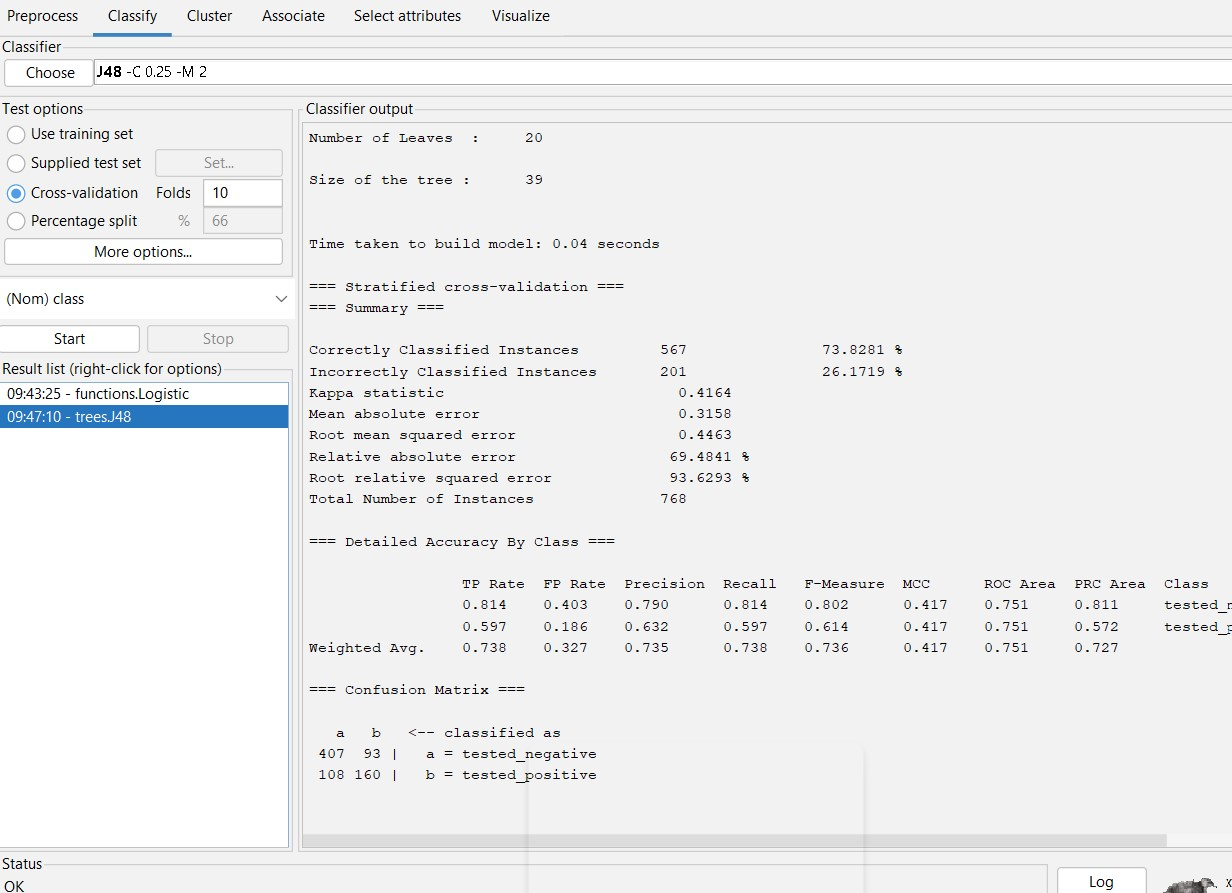 Preprocess Classify Cluster Associate Select attributes Visualize
Classifier
Choose J48 -C 0.25 -M 2
Test options
Use training set
Supplied test set Set...
Cross-validation Folds 10
Percentage split % 66
More options...
(Nom) class
Start Stop
Result list (right-click for options)
09:43:25 - functions.Logistic
09:47:10 - trees.J48
Classifier output
Number of Leaves : 20
Size of the tree : 39
Time taken to build model: 0.04 seconds
=== Stratified cross-validation ===
=== Summary ===
Correctly Classified Instances 567 73.8281 %
Incorrectly Classified Instances 201 26.1719 %
Kappa statistic 0.4164
Mean absolute error 0.3158
Root mean squared error 0.4463
Relative absolute error 69.4841 %
Root relative squared error 93.6293 %
Total Number of Instances 768
=== Detailed Accuracy By Class ===
TP Rate FP Rate Precision Recall F-Measure MCC ROC Area PRC Area Class
0.814 0.403 0.790 0.814 0.802 0.417 0.751 0.811 tested_n
0.597 0.186 0.632 0.597 0.614 0.417 0.751 0.572 tested_p
Weighted Avg. 0.738 0.327 0.735 0.738 0.736 0.417 0.751 0.727
=== Confusion Matrix ===
a b <-- classified as
407 93 | a = tested_negative
108 160 | b = tested_positive
Status
OK
Log
x